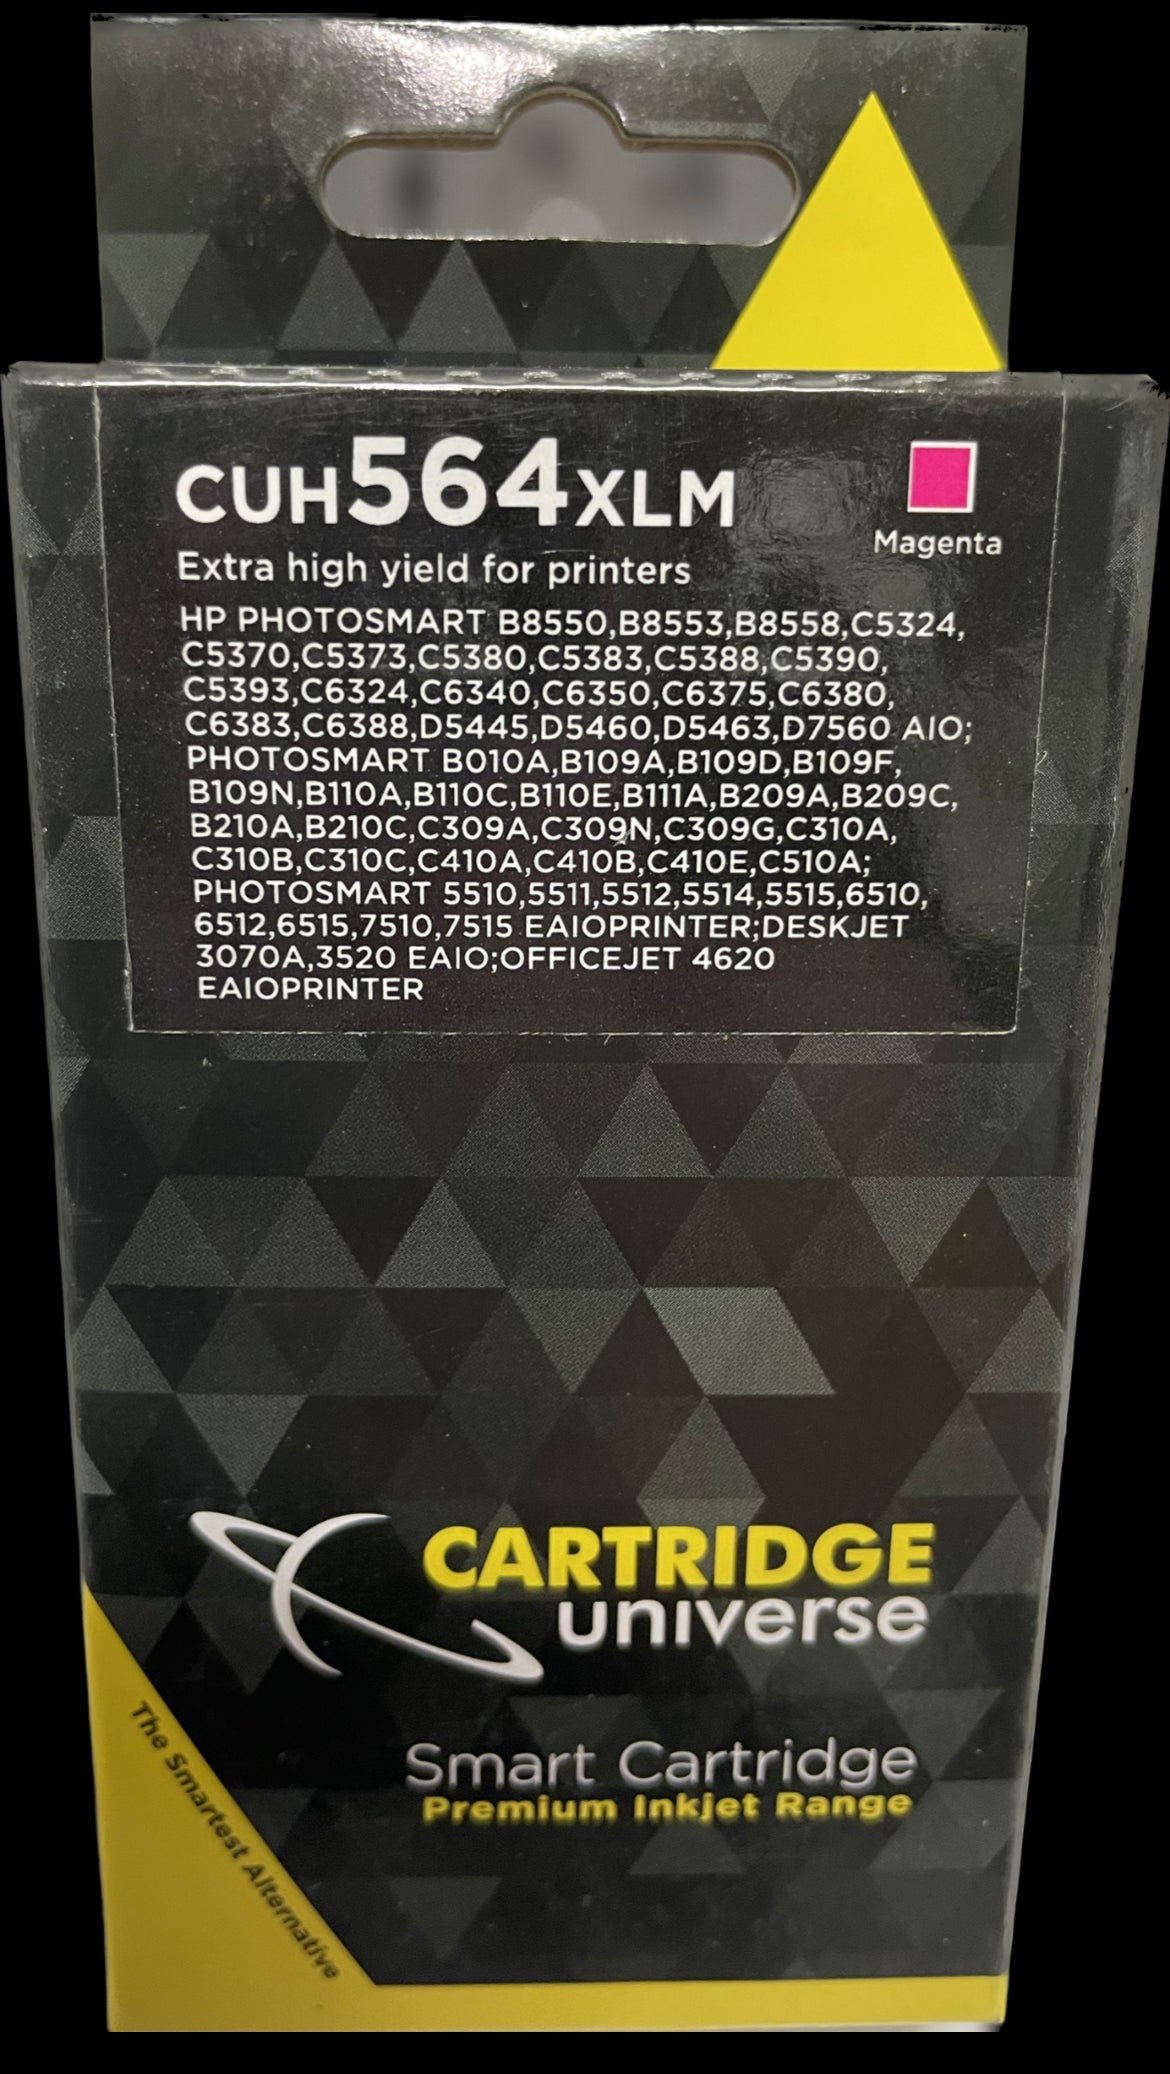 CUH564XLM
Magenta
Extra high yield for printers
HP PHOTOSMART B8550,B8553,B8558,C5324,
C5370,C5373,C5380,C5383,C5388,C5390,
C5393,C6324,C6340,C6350,C6375,C6380,
C6383,C6388,D5445,D5460,D5463,D7560 AIO;
PHOTOSMART B010A,B109A,B109D,B109F,
B109N,B110A,B110C,B110E,B111A,B209A,B209C,
B210A,B210C,C309A,C309N,C309G,C310A,
C310B,C310C,C410A,C410B,C410E,C510A;
PHOTOSMART 5510,5511,5512,5514,5515,6510,
6512,6515,7510,7515 EAIOPRINTER;DESKJET
3070A,3520 EAIO;OFFICEJET 4620
EAIOPRINTER
CARTRIDGE
universe
Smart Cartridge
Premium Inkjet Range
The Smartest Alternative